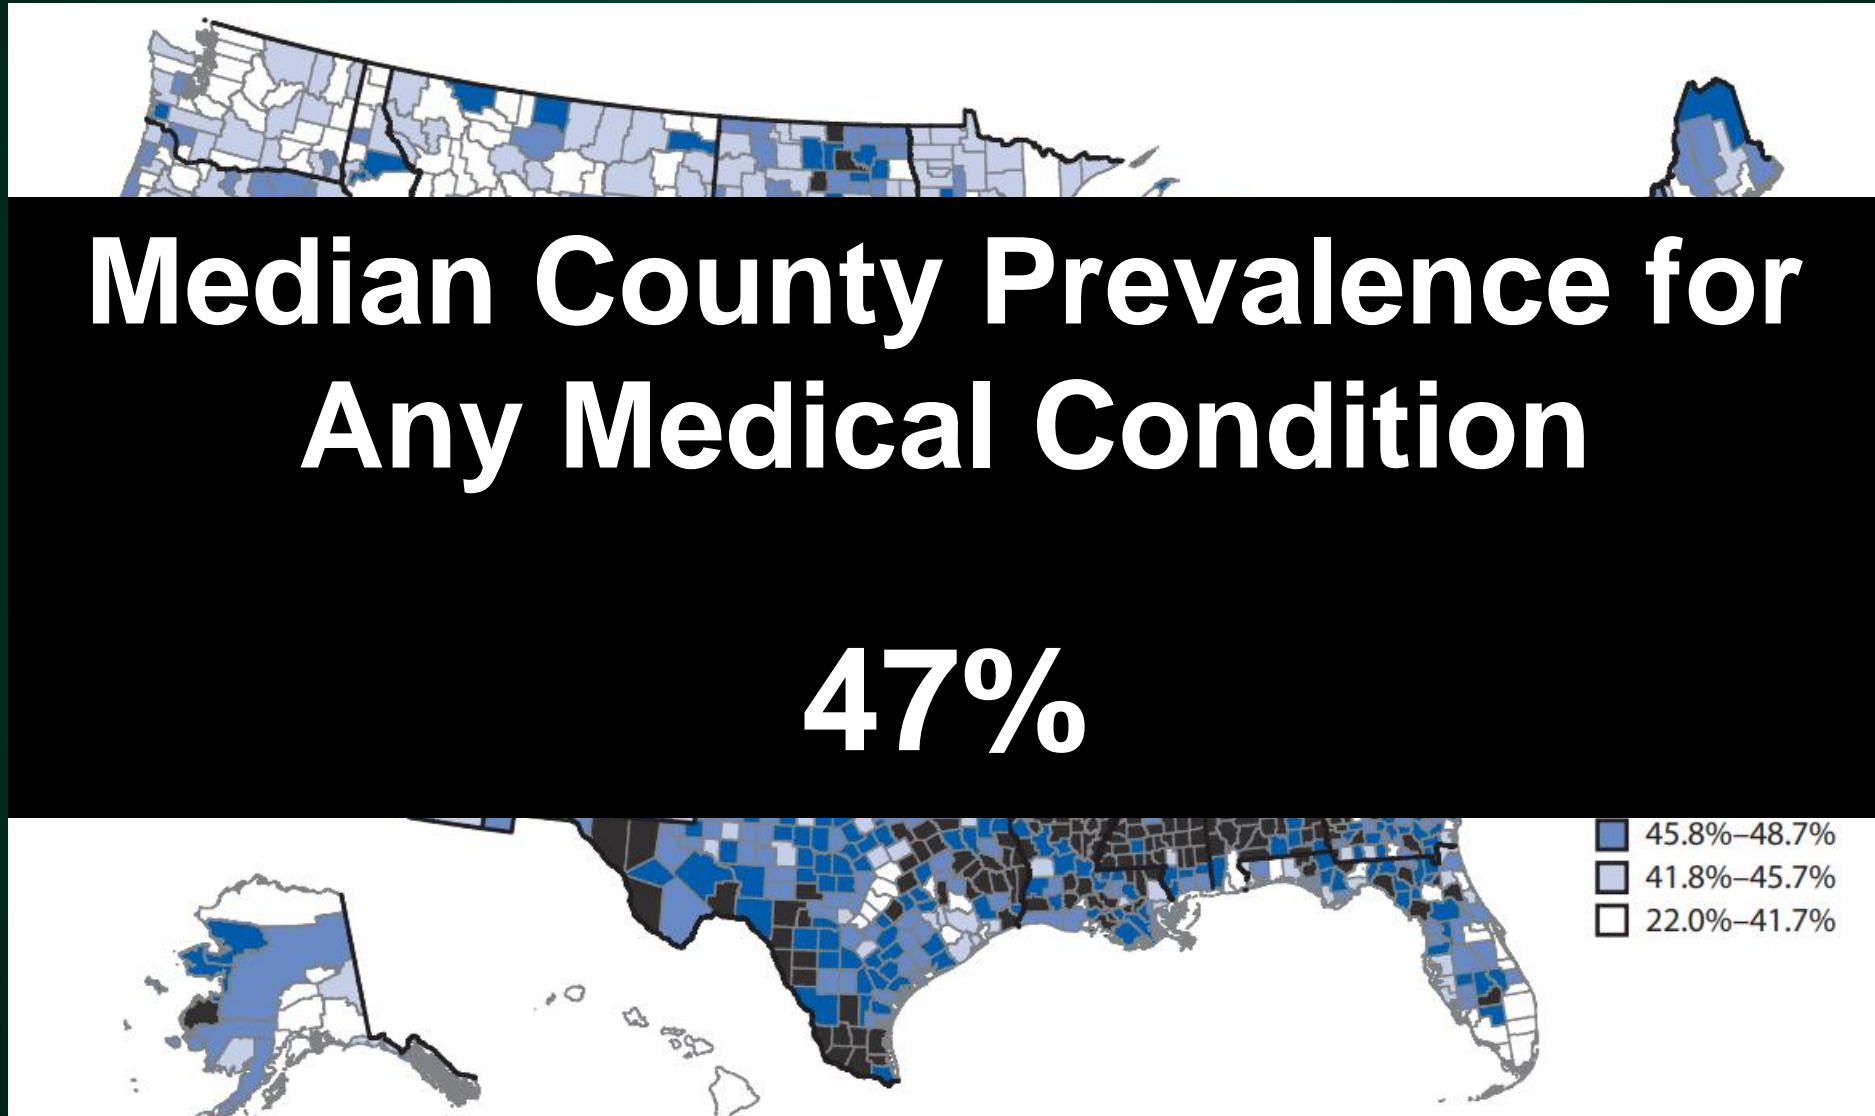 Median County Prevalence for
Any Medical Condition
47%
45.8%–48.7%
41.8%–45.7%
22.0%–41.7%